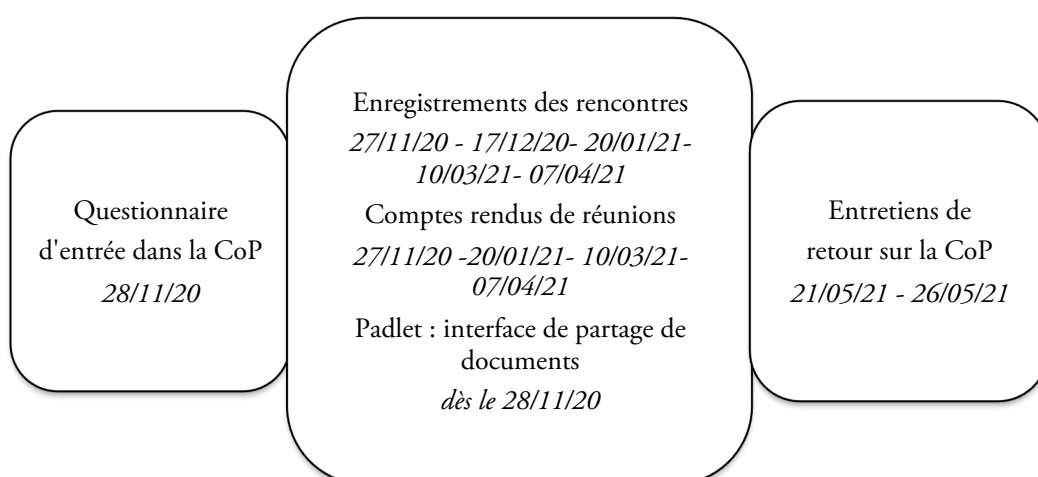 Questionnaire
d'entrée dans la CoP
28/11/20
Enregistrements des rencontres
27/11/20 - 17/12/20- 20/01/21-
10/03/21- 07/04/21
Comptes rendus de réunions
27/11/20 -20/01/21- 10/03/21-
07/04/21
Padlet : interface de partage de
documents
dès le 28/11/20
Entretiens de
retour sur la CoP
21/05/21 - 26/05/21